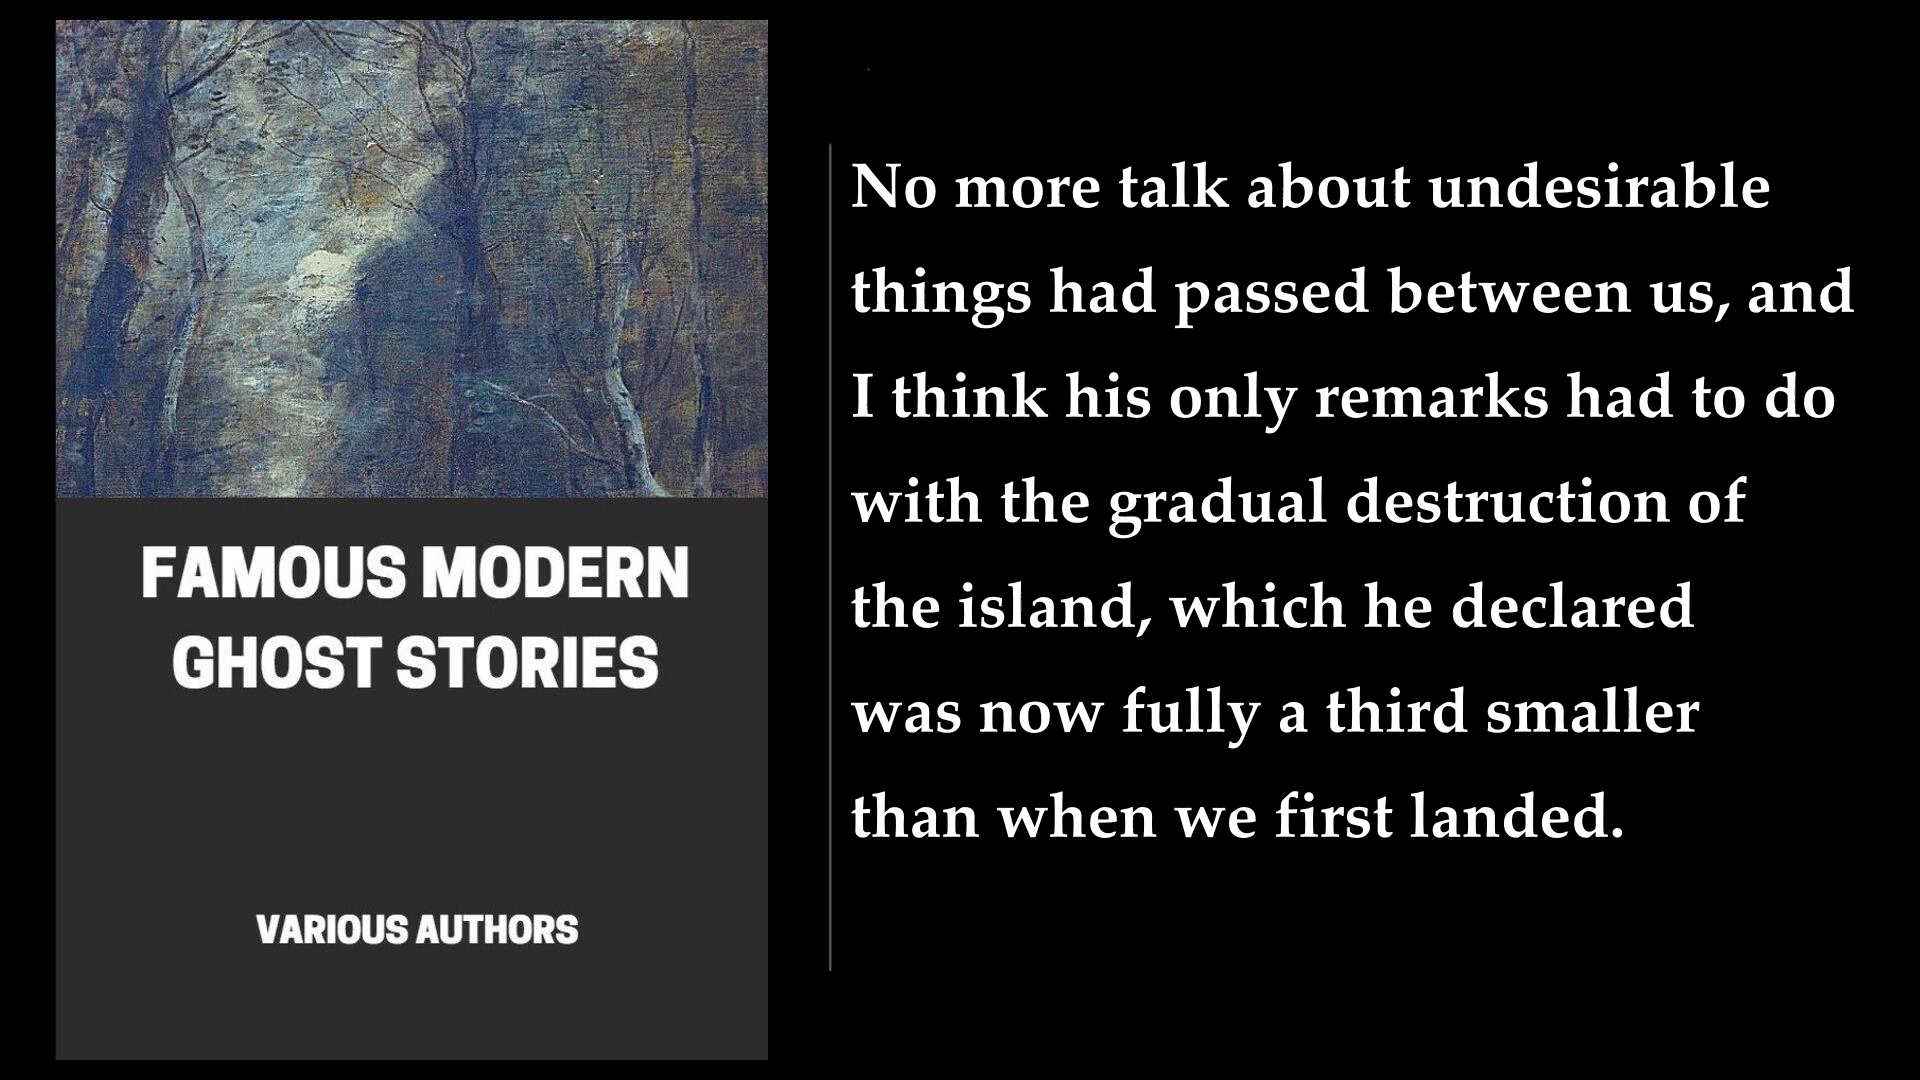 FAMOUS MODERN
GHOST STORIES
VARIOUS AUTHORS
No more talk about undesirable
things had passed between us, and
I think his only remarks had to do
with the gradual destruction of
the island, which he declared
was now fully a third smaller
than when we first landed.